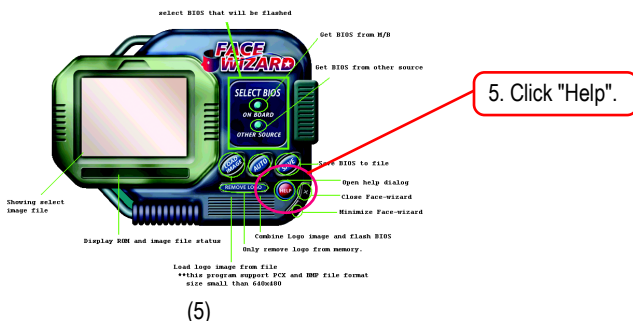 select BIOS that will be flashed
Get BIOS from M/B
FACE
WIZARD
Get BIOS from other source
SELECT BIOS
ON BOARD
OTHER SOURCE
5. Click "Help".
LOAD
IMAGE
AUTO
SAVE
Save BIOS to file
REMOVE LOGO
HELP
X
Open help dialog
Close Face-wizard
Showing select
image file
Minimize Face-wizard
Display ROM and image file status
Combine Logo image and flash BIOS
Only remove logo from memory.
Load logo image from file
**this program support PCX and BMP file format
size small than 640x480
(5)